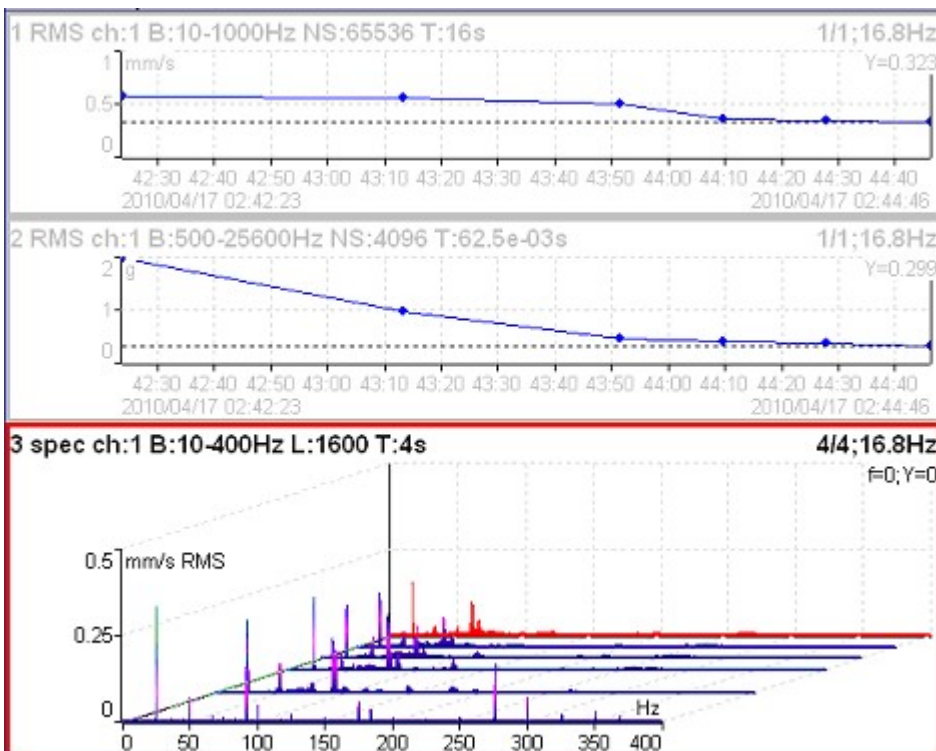 1 RMS ch:1 B:10-1000Hz NS:65536 T:16s 1/1;16.8Hz
1 mm/s Y=0.323
0.5
0
42:30 42:40 42:50 43:00 43:10 43:20 43:30 43:40 43:50 44:00 44:10 44:20 44:30 44:40
2010/04/17 02:42:23 2010/04/17 02:44:46
2 RMS ch:1 B:500-25600Hz NS:4096 T:62.5e-03s 1/1;16.8Hz
2 g Y=0.299
1
0
42:30 42:40 42:50 43:00 43:10 43:20 43:30 43:40 43:50 44:00 44:10 44:20 44:30 44:40
2010/04/17 02:42:23 2010/04/17 02:44:46
3 spec ch:1 B:10-400Hz L:1600 T:4s 4/4;16.8Hz
f=0;Y=0
0.5 mm/s RMS
0.25
0 Hz
0 50 100 150 200 250 300 350 400